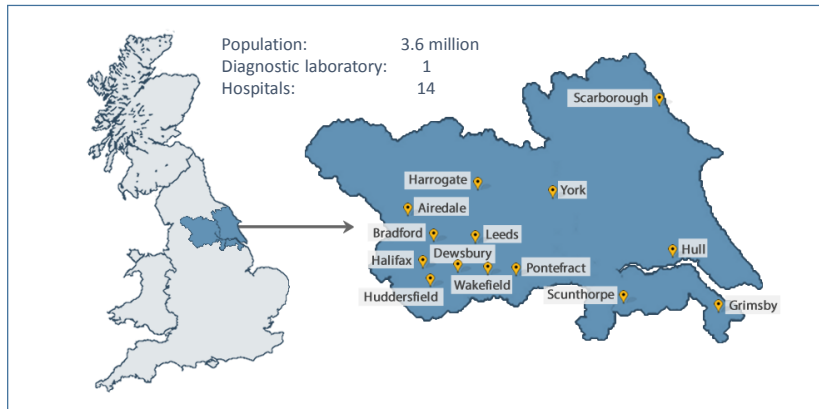 Population: 3.6 million
Diagnostic laboratory: 1
Hospitals: 14
Scarborough
Harrogate
York
Airedale
Bradford
Leeds
Hull
Halifax
Dewsbury
Pontefract
Wakefield
Huddersfield
Scunthorpe
Grimsby